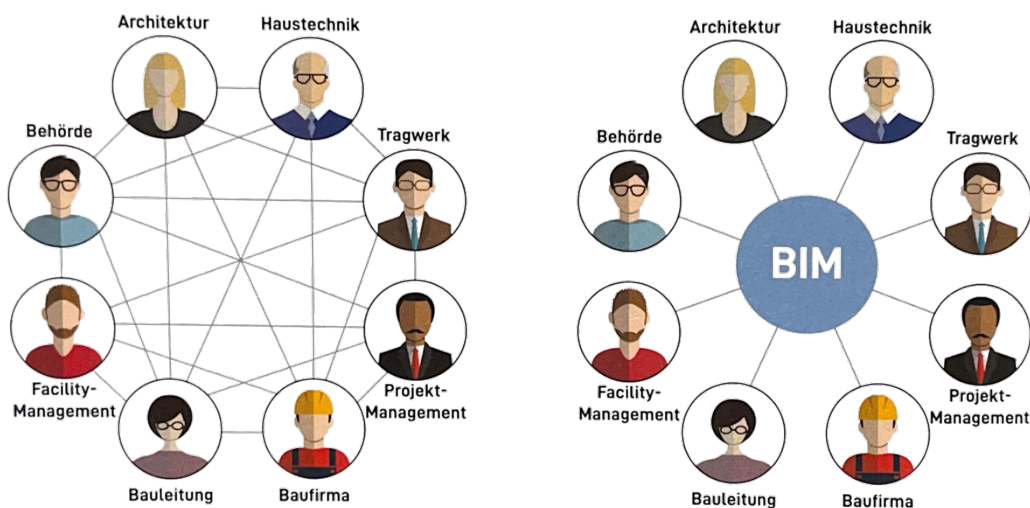 Architektur
Haustechnik
Behörde
Tragwerk
Facility-
Management
Projekt-
Management
Bauleitung
Baufirma
Architektur
Haustechnik
Behörde
Tragwerk
BIM
Facility-
Management
Projekt-
Management
Bauleitung
Baufirma